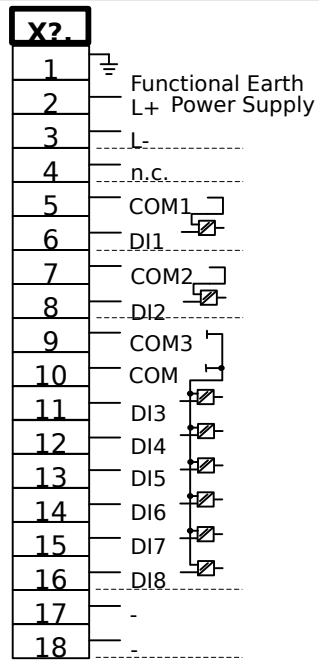 X?.
1
Functional Earth
2 L+ Power Supply
3 L-
4 n.c.
5 COM1
6 DI1
7 COM2
8 DI2
9 COM3
10 COM
11 DI3
12 DI4
13 DI5
14 DI6
15 DI7
16 DI8
17 -
18 -